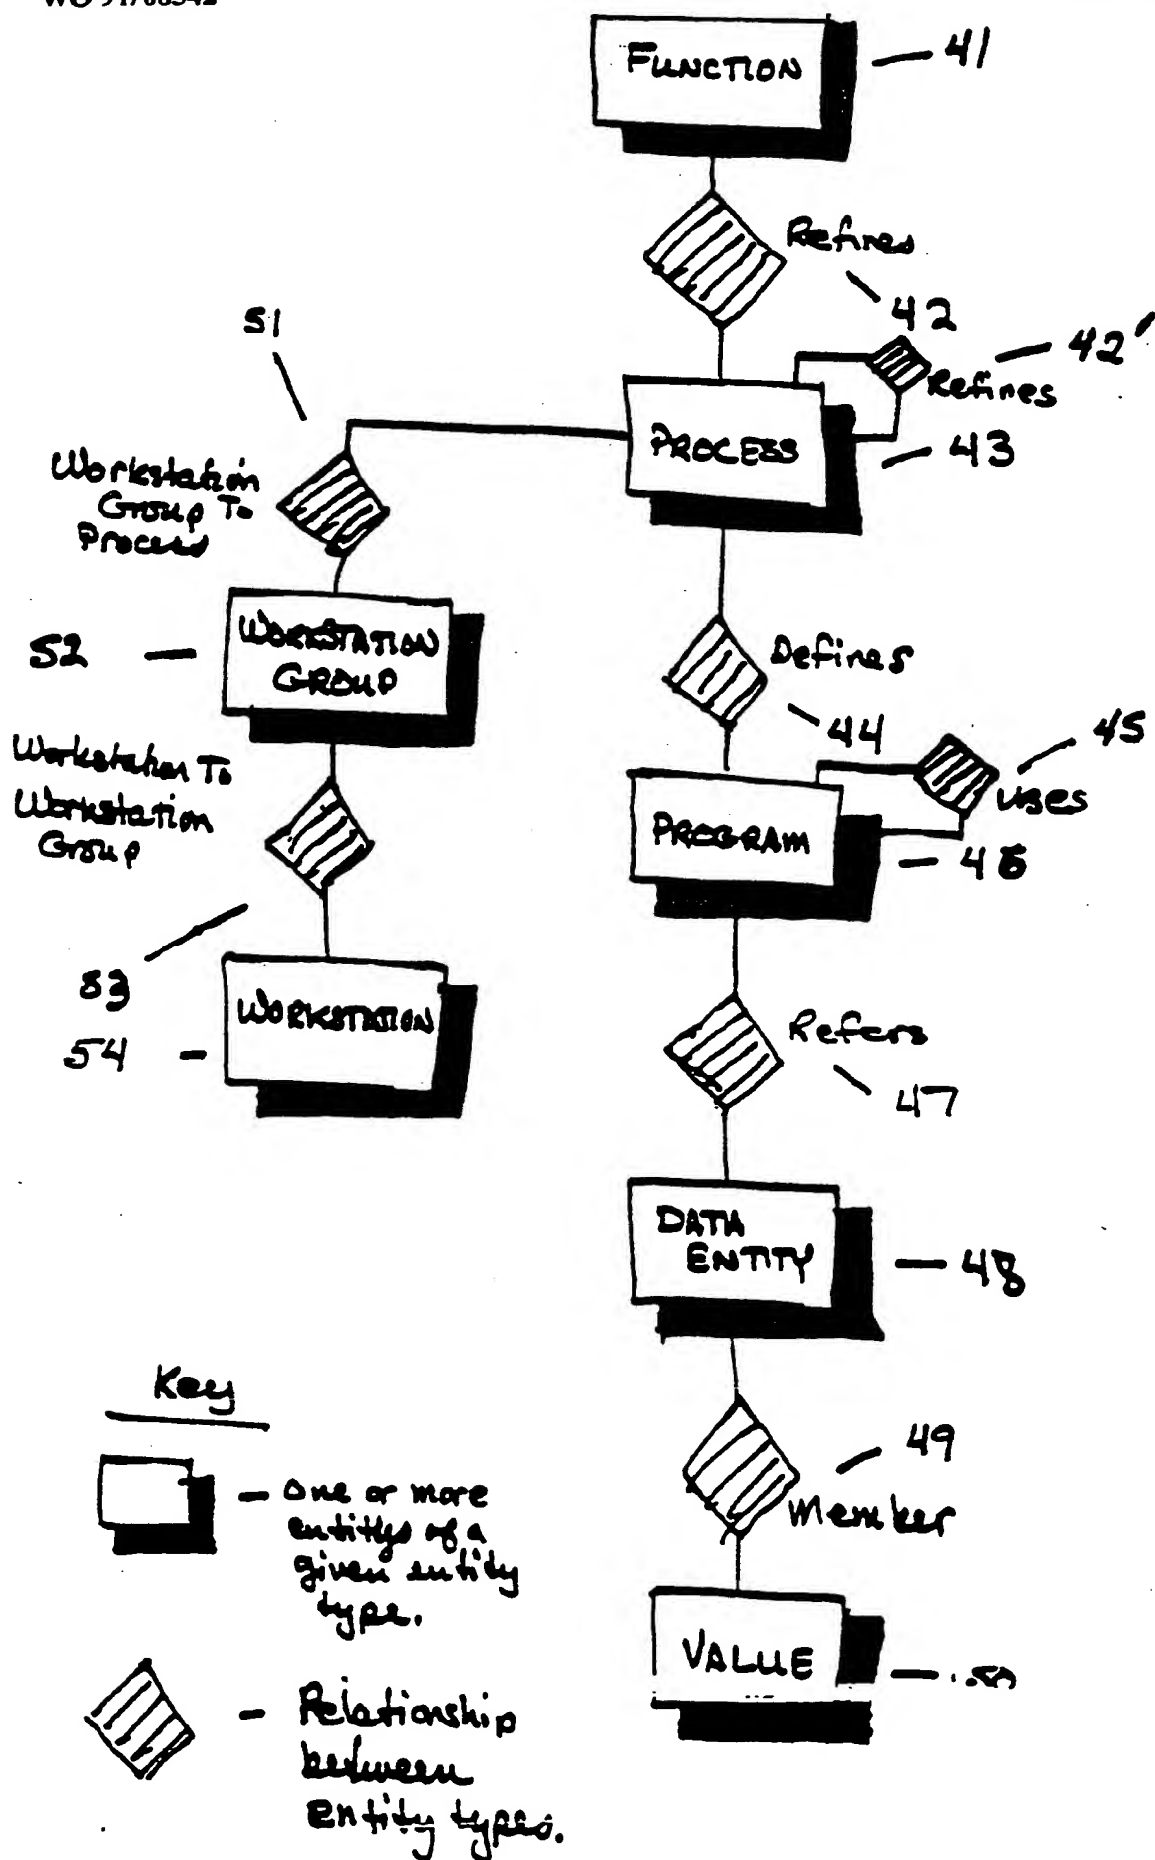 FUNCTION
41
Refines
42
42'
Refines
51
PROCESS
43
Workstation
Group To
Process
52
WORKSTATION
GROUP
Defines
44
45
Uses
Workstation To
Workstation
Group
PROGRAM
46
53
54
WORKSTATION
Refers
47
DATA
ENTITY
48
Key
49
Member
One or more
entitys of a
given entity
type.
VALUE
Relationship
between
entity types.